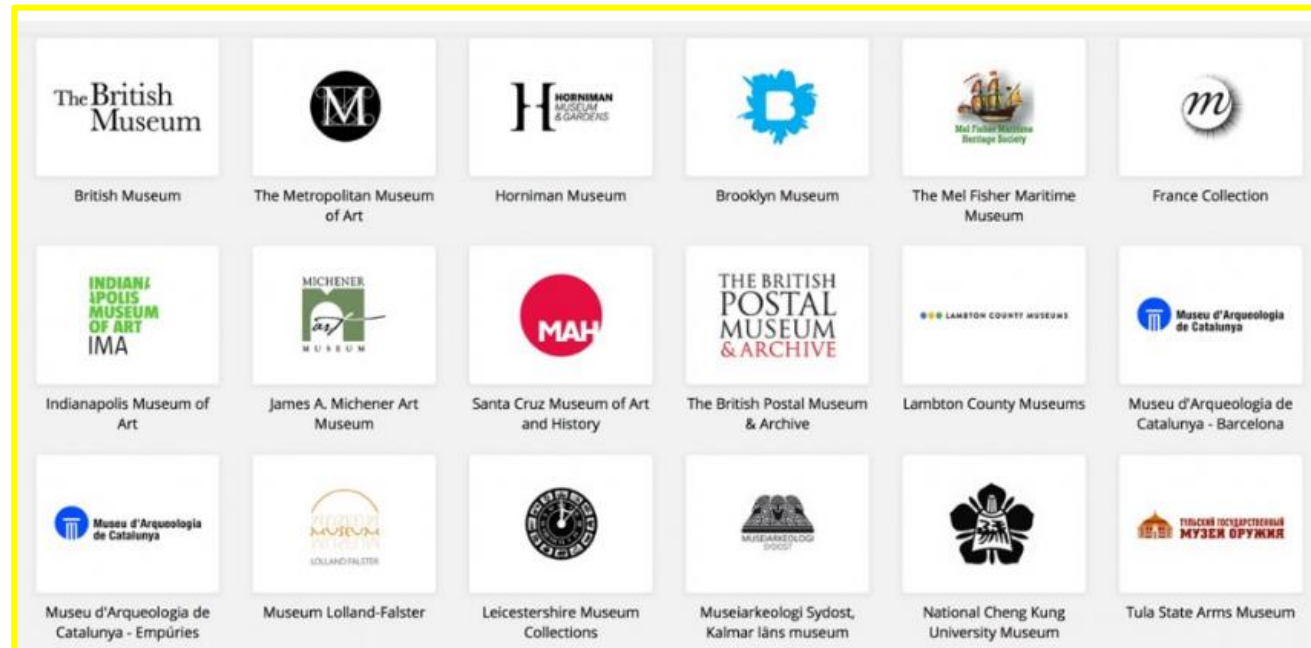 The British
Museum
M
HORNIMAN
MUSEUM
& GARDENS
B
Mel Fisher Maritime
Heritage Society
m
British Museum
The Metropolitan Museum
of Art
Horniman Museum
Brooklyn Museum
The Mel Fisher Maritime
Museum
France Collection
INDIANA
APOLIS
MUSEUM
OF ART
IMA
MICHENER
art
MUSEUM
MAH
THE BRITISH
POSTAL
MUSEUM
& ARCHIVE
LAMBTON COUNTY MUSEUMS
Museu d'Arqueologia
de Catalunya
Indianapolis Museum of
Art
James A. Michener Art
Museum
Santa Cruz Museum of Art
and History
The British Postal Museum
& Archive
Lambton County Museums
Museu d'Arqueologia de
Catalunya - Barcelona
Museu d'Arqueologia
de Catalunya
MUSEUM
LOLLAND FALSTER
MUSEIARKEOLOGI
SYDOST
ТУЛЬСКИЙ ГОСУДАРСТВЕННЫЙ
МУЗЕЙ ОРУЖИЯ
Museu d'Arqueologia de
Catalunya - Empúries
Museum Lolland-Falster
Leicestershire Museum
Collections
Museiarkeologi Sydost,
Kalmar läns museum
National Cheng Kung
University Museum
Tula State Arms Museum